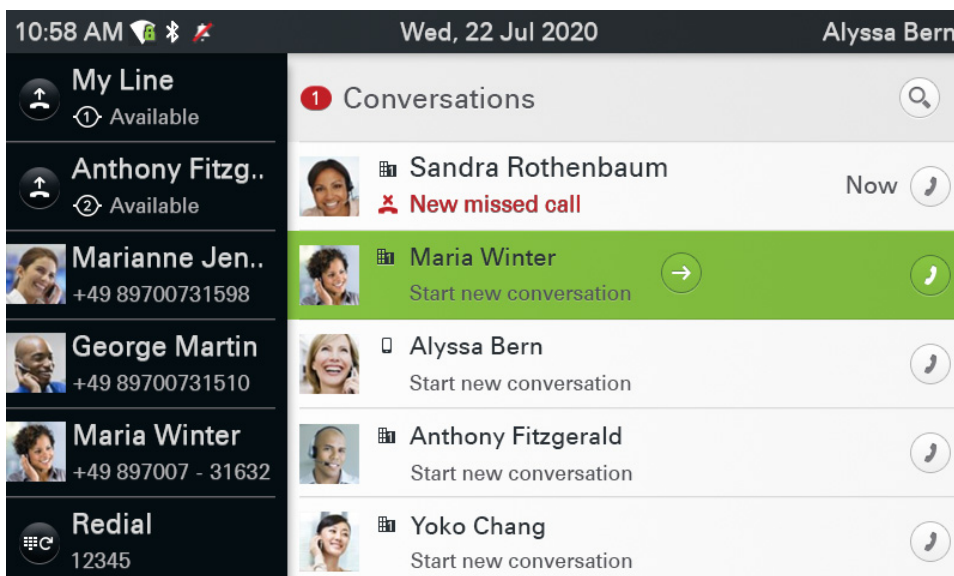 10:58 AM Wed, 22 Jul 2020 Alyssa Bern
My Line
1 Available
Anthony Fitzg..
2 Available
Marianne Jen..
+49 89700731598
George Martin
+49 89700731510
Maria Winter
+49 897007 - 31632
Redial
12345
1 Conversations
Sandra Rothenbaum
New missed call
Now
Maria Winter
Start new conversation
Alyssa Bern
Start new conversation
Anthony Fitzgerald
Start new conversation
Yoko Chang
Start new conversation